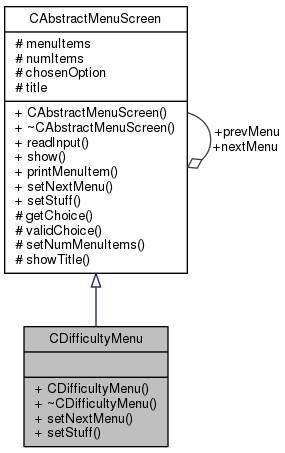 CAbstractMenuScreen
# menuItems
# numItems
# chosenOption
# title
+ CAbstractMenuScreen()
+ ~CAbstractMenuScreen()
+ readInput()
+ show()
+ printMenuItem()
+ setNextMenu()
+ setStuff()
# getChoice()
# validChoice()
# setNumMenuItems()
# showTitle()
+prevMenu
+nextMenu
CDifficultyMenu
+ CDifficultyMenu()
+ ~CDifficultyMenu()
+ setNextMenu()
+ setStuff()